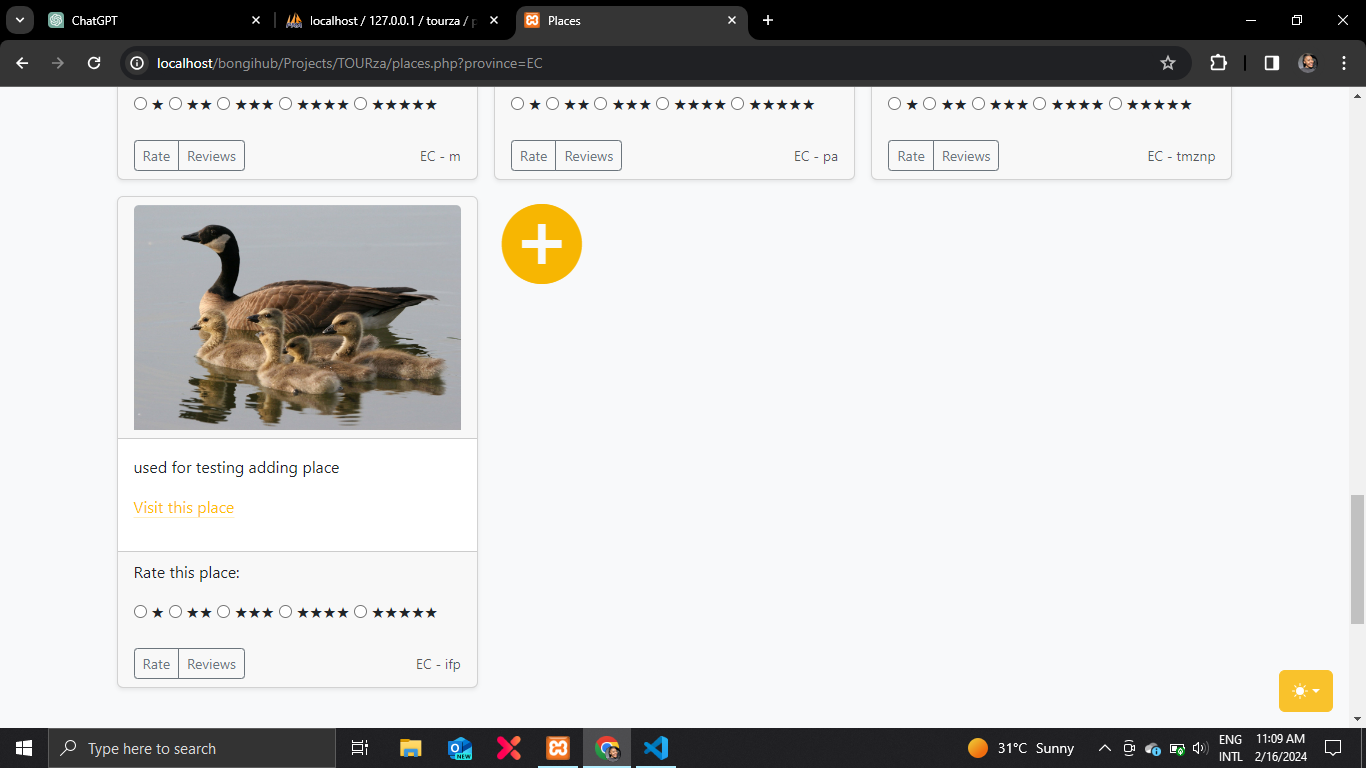 ChatGPT
localhost / 127.0.0.1 / tourza / p
Places
localhost/bongihub/Projects/TOURza/places.php?province=EC
★ ★★ ★★★ ★★★★ ★★★★★
★ ★★ ★★★ ★★★★ ★★★★★
★ ★★ ★★★ ★★★★ ★★★★★
Rate Reviews EC - m
Rate Reviews EC - pa
Rate Reviews EC - tmznp
used for testing adding place
Visit this place
Rate this place:
★ ★★ ★★★ ★★★★ ★★★★★
Rate Reviews EC - ifp
Type here to search
NEW
31°C Sunny
ENG
INTL
11:09 AM
2/16/2024